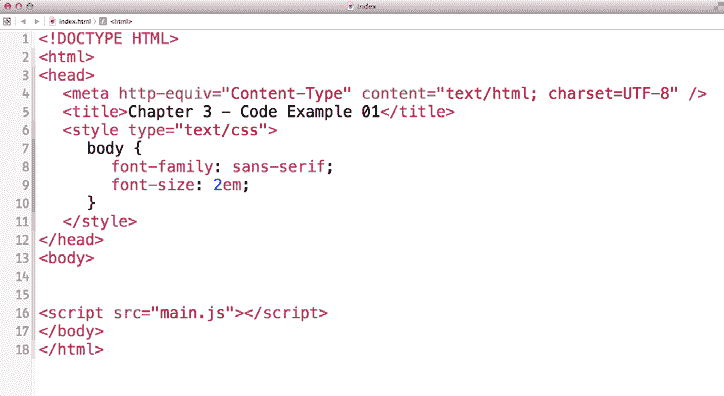 index
index.html > <html>
1 <!DOCTYPE HTML>
2 <html>
3 <head>
4 <meta http-equiv="Content-Type" content="text/html; charset=UTF-8" />
5 <title>Chapter 3 – Code Example 01</title>
6 <style type="text/css">
7 body {
8 font-family: sans-serif;
9 font-size: 2em;
10 }
11 </style>
12 </head>
13 <body>
14
15
16 <script src="main.js"></script>
17 </body>
18 </html>